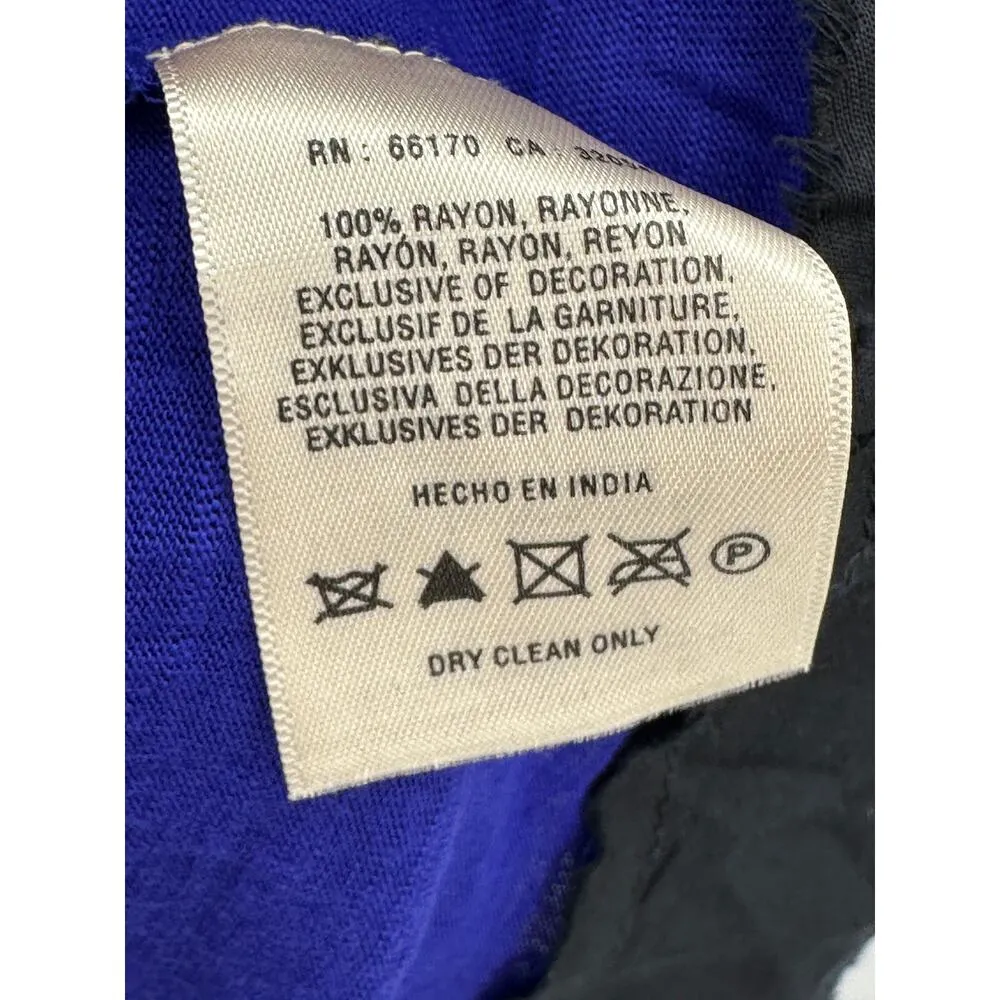 RN : 66170 CA :
100% RAYON, RAYONNE,
RAYÓN, RAYON, REYON
EXCLUSIVE OF DECORATION,
EXCLUSIF DE LA GARNITURE,
EXKLUSIVES DER DEKORATION,
ESCLUSIVA DELLA DECORAZIONE,
EXKLUSIVES DER DEKORATION
HECHO EN INDIA
P
DRY CLEAN ONLY